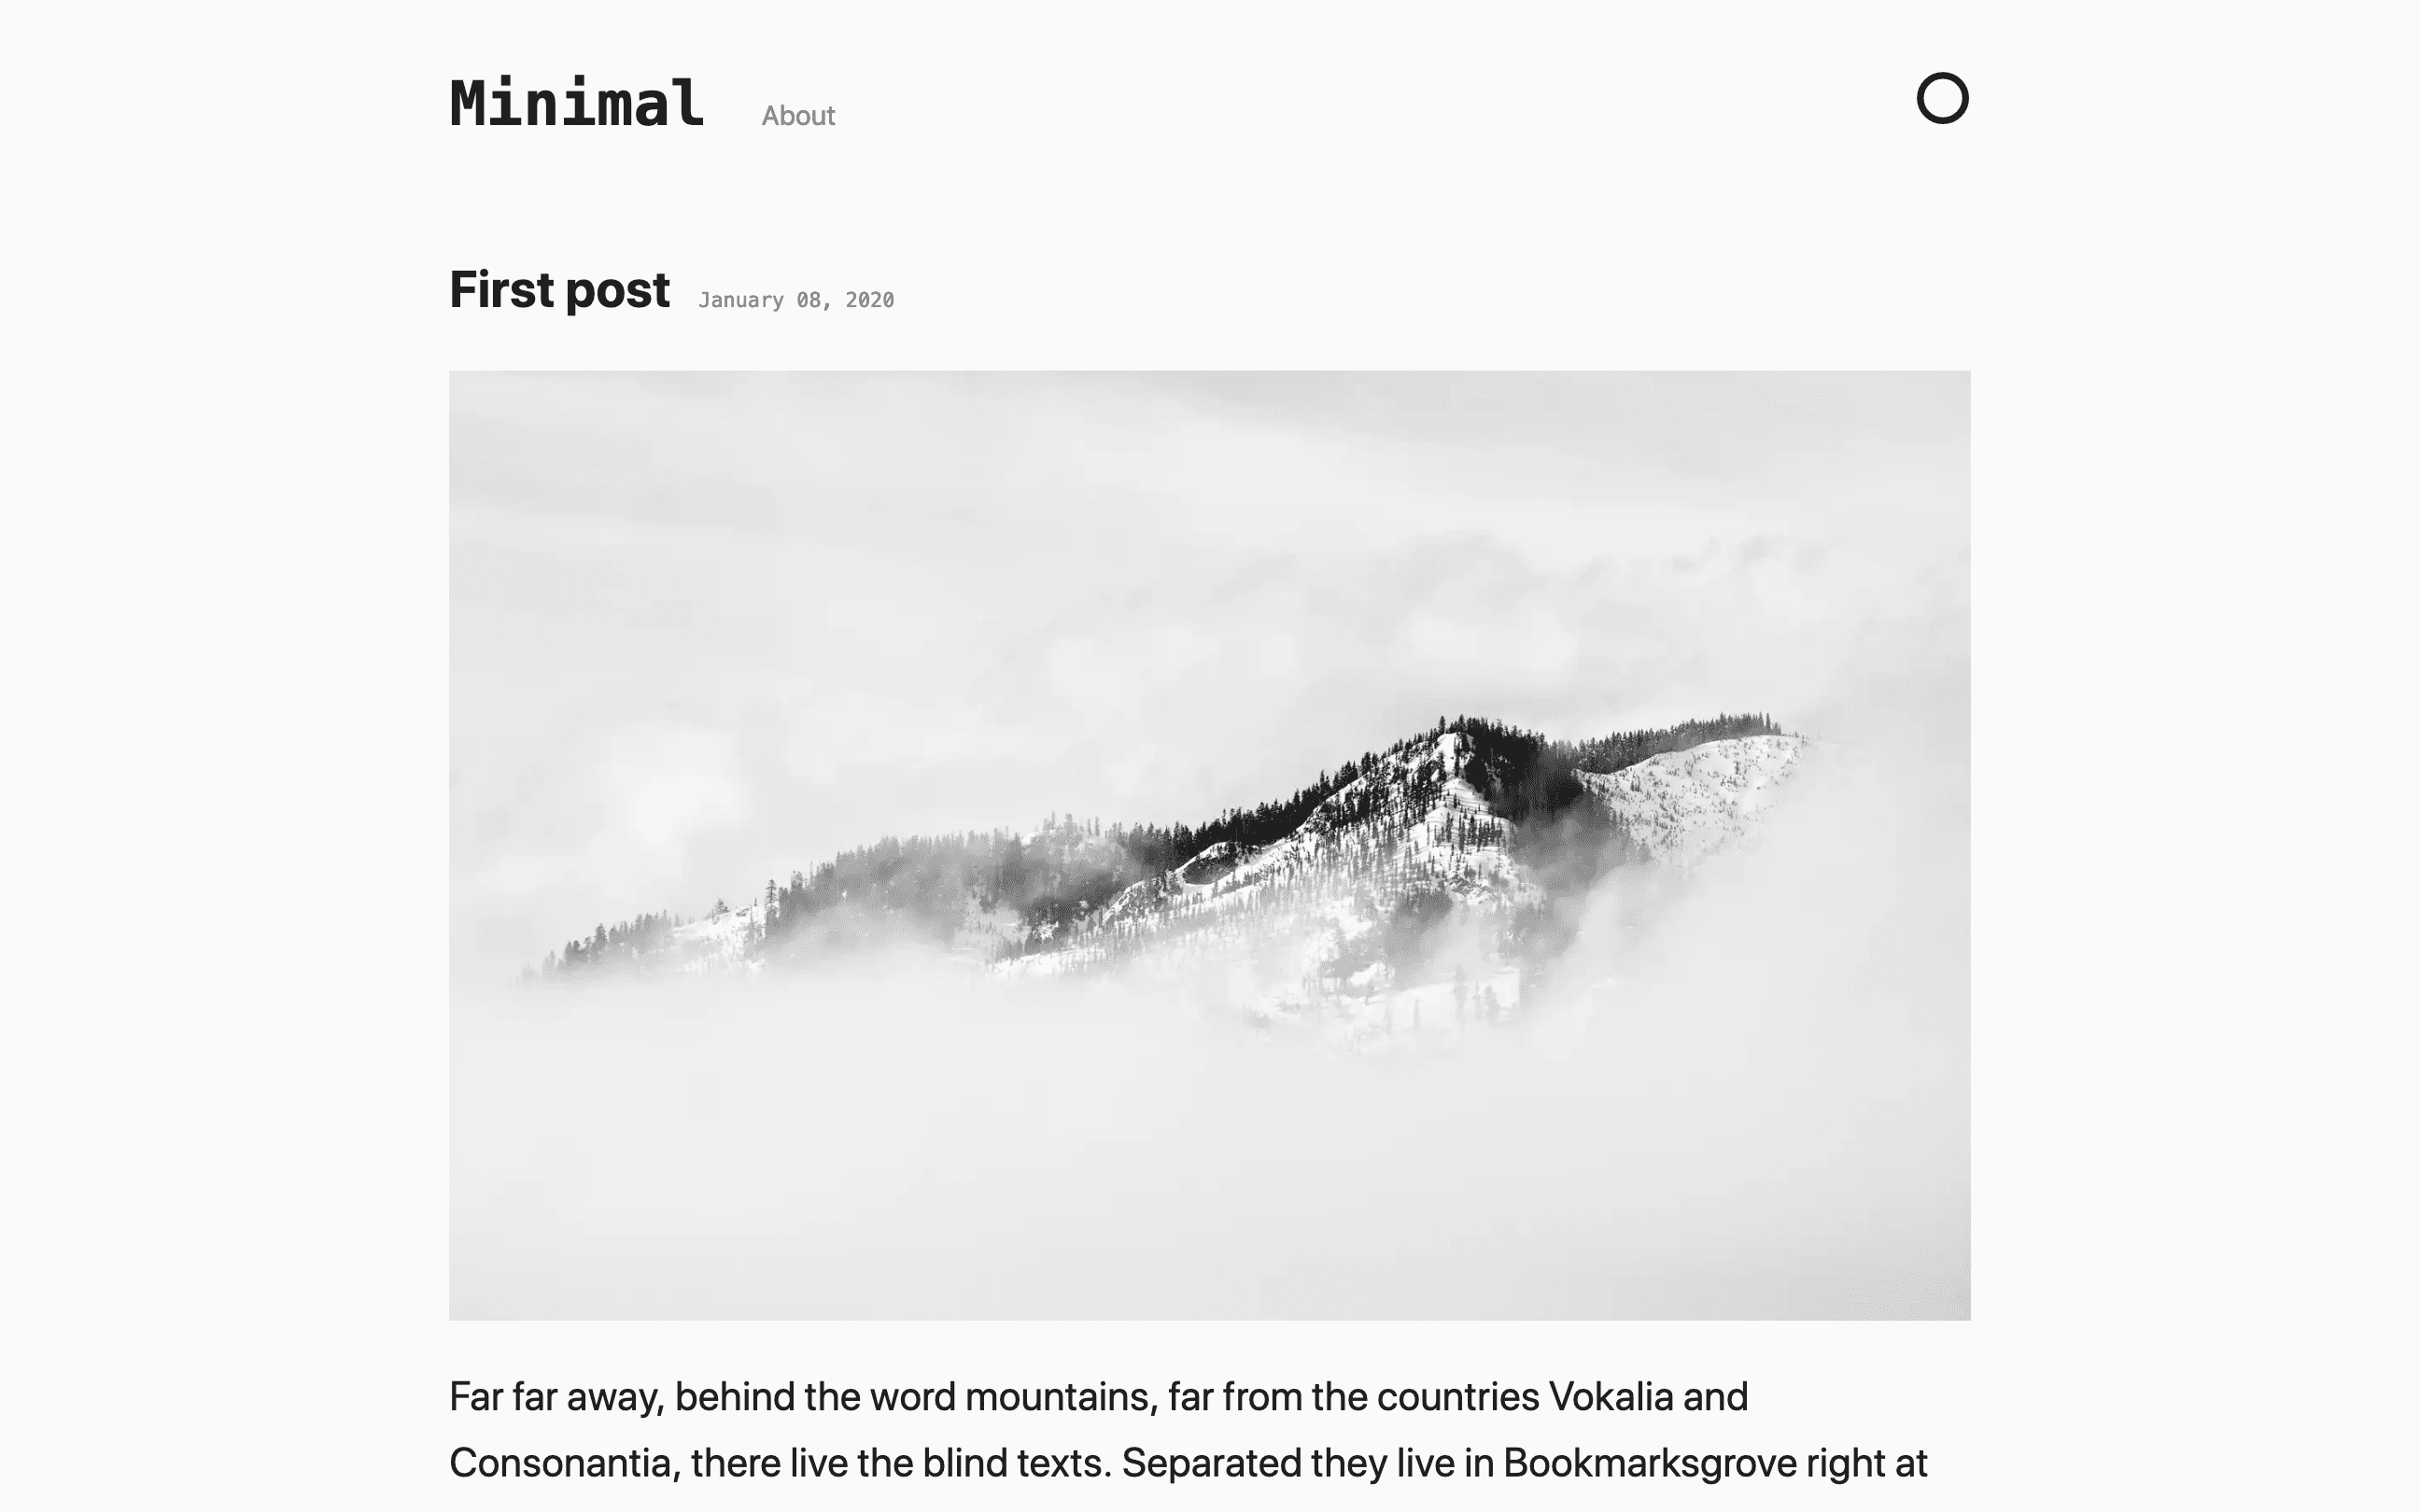 Minimal
About
First post
January 08, 2020
Far far away, behind the word mountains, far from the countries Vokalia and
Consonantia, there live the blind texts. Separated they live in Bookmarksgrove right at